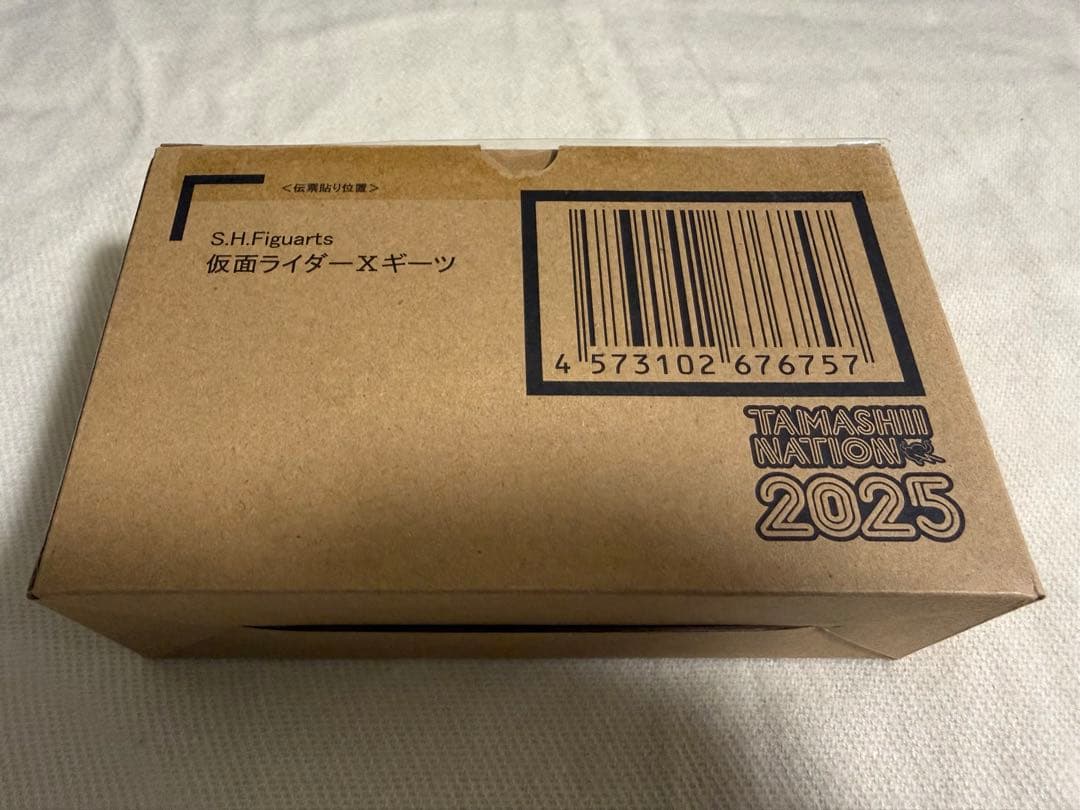 ＜伝票貼り位置＞
S.H.Figuarts
仮面ライダーXギーツ
4 573102 676757
TAMASHII
NATION
2025